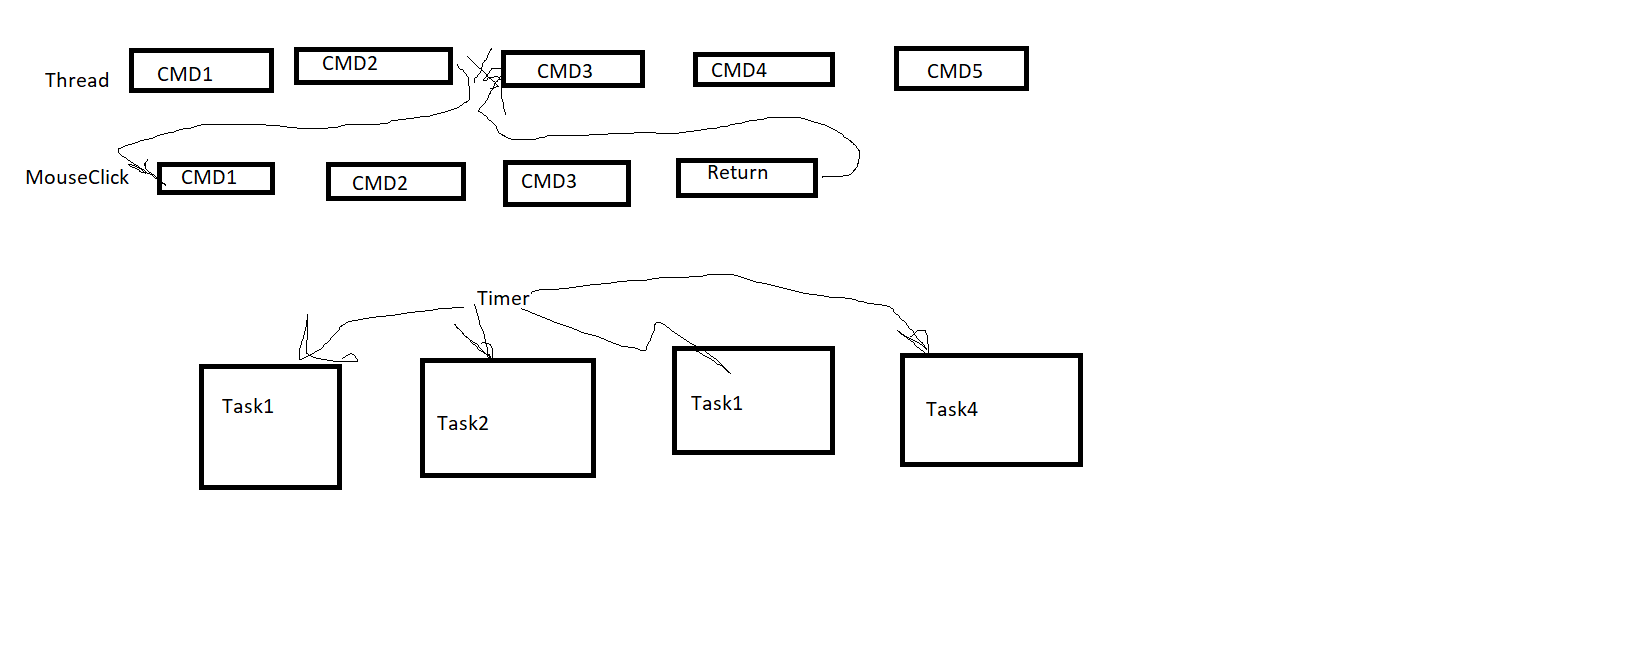 Thread
CMD1
CMD2
CMD3
CMD4
CMD5
MouseClick
CMD1
CMD2
CMD3
Return
Timer
Task1
Task2
Task1
Task4